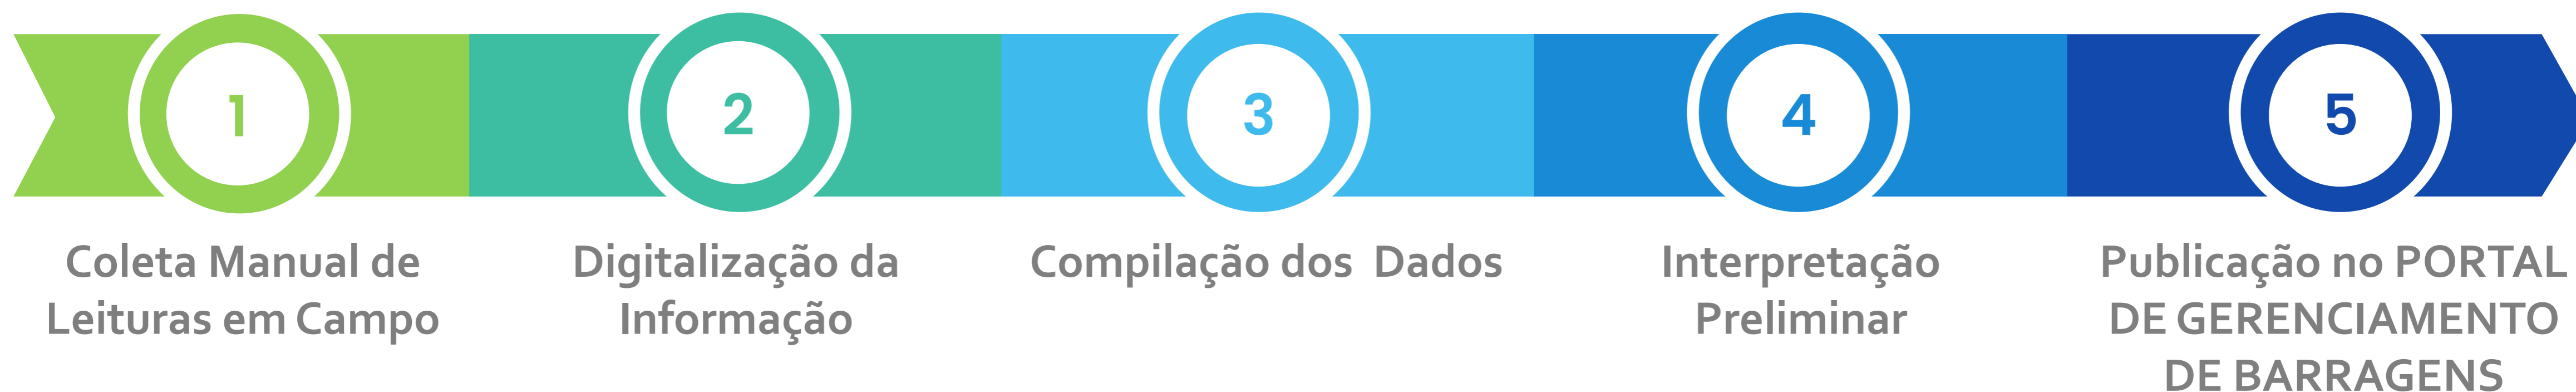 1
2
3
4
5
Coleta Manual de
Leituras em Campo
Digitalização da
Informação
Compilação dos  Dados
Interpretação
Preliminar
Publicação no PORTAL
DE GERENCIAMENTO
DE BARRAGENS